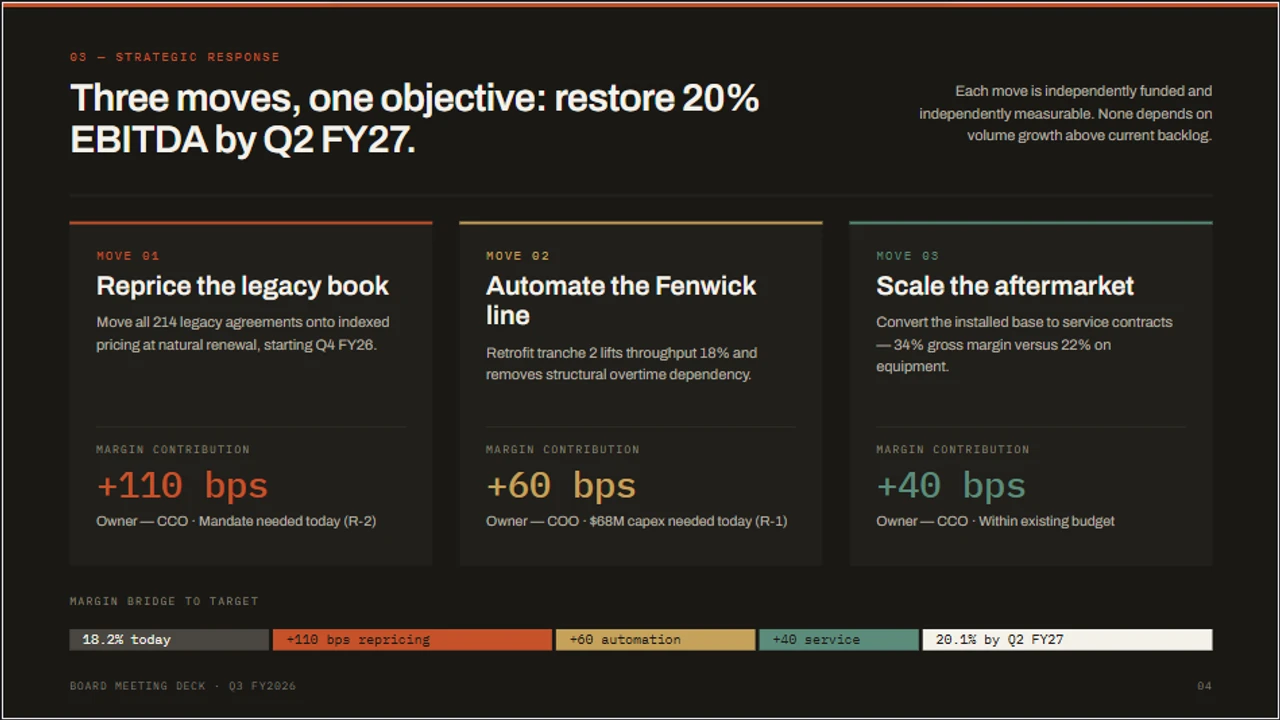 03 — STRATEGIC RESPONSE
Three moves, one objective: restore 20%
EBITDA by Q2 FY27.
Each move is independently funded and
independently measurable. None depends on
volume growth above current backlog.
MOVE 01
Reprice the legacy book
Move all 214 legacy agreements onto indexed
pricing at natural renewal, starting Q4 FY26.
MARGIN CONTRIBUTION
+110 bps
Owner — CCO · Mandate needed today (R-2)
MOVE 02
Automate the Fenwick
line
Retrofit tranche 2 lifts throughput 18% and
removes structural overtime dependency.
MARGIN CONTRIBUTION
+60 bps
Owner — COO · $68M capex needed today (R-1)
MOVE 03
Scale the aftermarket
Convert the installed base to service contracts
— 34% gross margin versus 22% on
equipment.
MARGIN CONTRIBUTION
+40 bps
Owner — CCO · Within existing budget
MARGIN BRIDGE TO TARGET
18.2% today
+110 bps repricing
+60 automation
+40 service
20.1% by Q2 FY27
BOARD MEETING DECK · Q3 FY2026
04